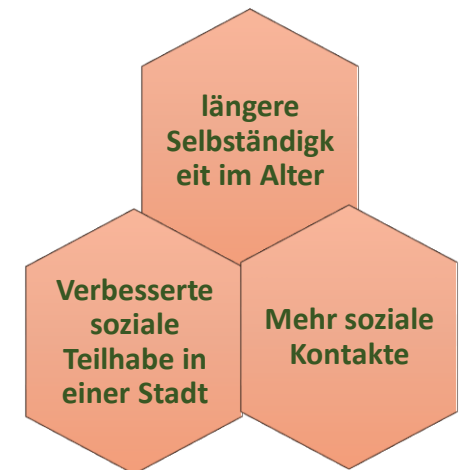 längere
Selbständigk
eit im Alter
Verbesserte
soziale
Teilhabe in
einer Stadt
Mehr soziale
Kontakte